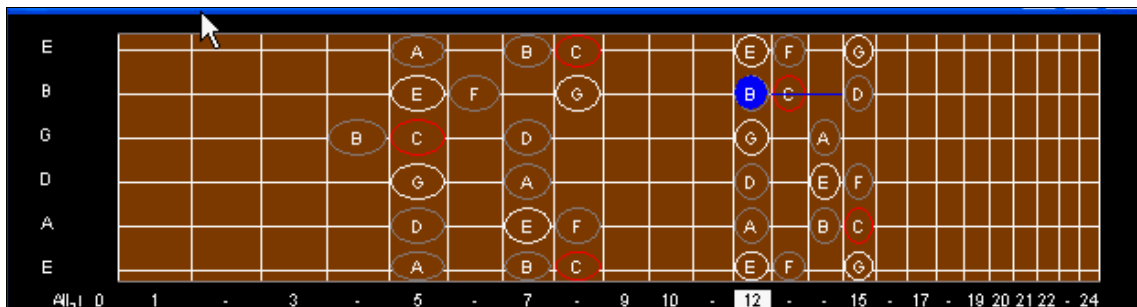 E A B C E F G
B E F G B C D
G B C D G A
D G A D E F
A D E F A B C
E A B C E F G
0 1 - 3 - 5 - 7 - 9 10 - 12 - - 15 - 17 - 19 20 21 22 - 24